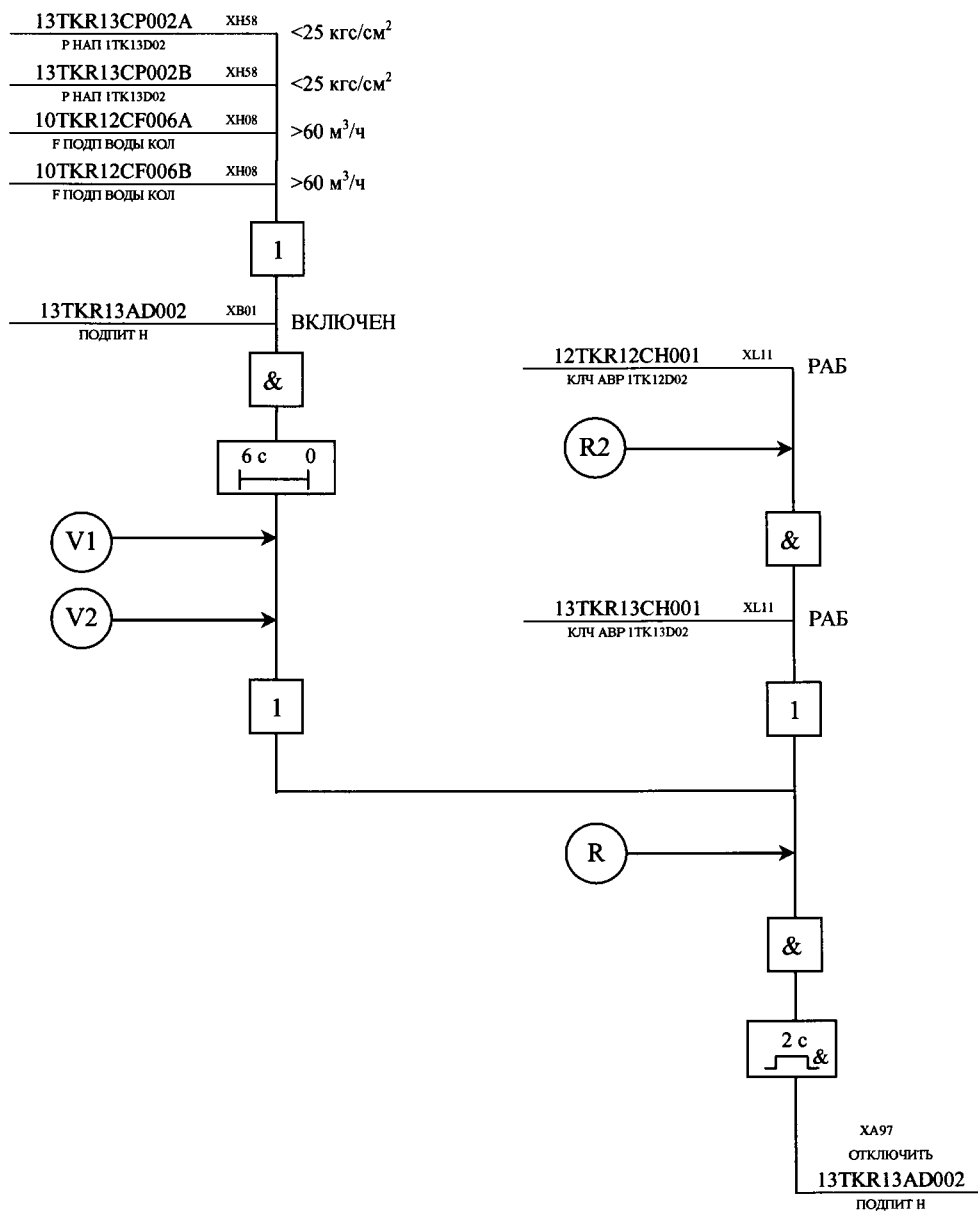 13TKR13CP002A XH58 <25 кгс/см²
Р НАП 1TK13D02
13TKR13CP002B XH58 <25 кгс/см²
Р НАП 1TK13D02
10TKR12CF006A XH08 >60 м³/ч
F ПОДП ВОДЫ КОЛ
10TKR12CF006B XH08 >60 м³/ч
F ПОДП ВОДЫ КОЛ
1
13TKR13AD002 XB01 ВКЛЮЧЕН
ПОДПИТ Н
&
6 с 0
V1
V2
1
12TKR12CH001 XL11 РАБ
КЛЧ АВР 1TK12D02
R2
&
13TKR13CH001 XL11 РАБ
КЛЧ АВР 1TK13D02
1
R
&
2 с
&
XA97
ОТКЛЮЧИТЬ
13TKR13AD002
ПОДПИТ Н